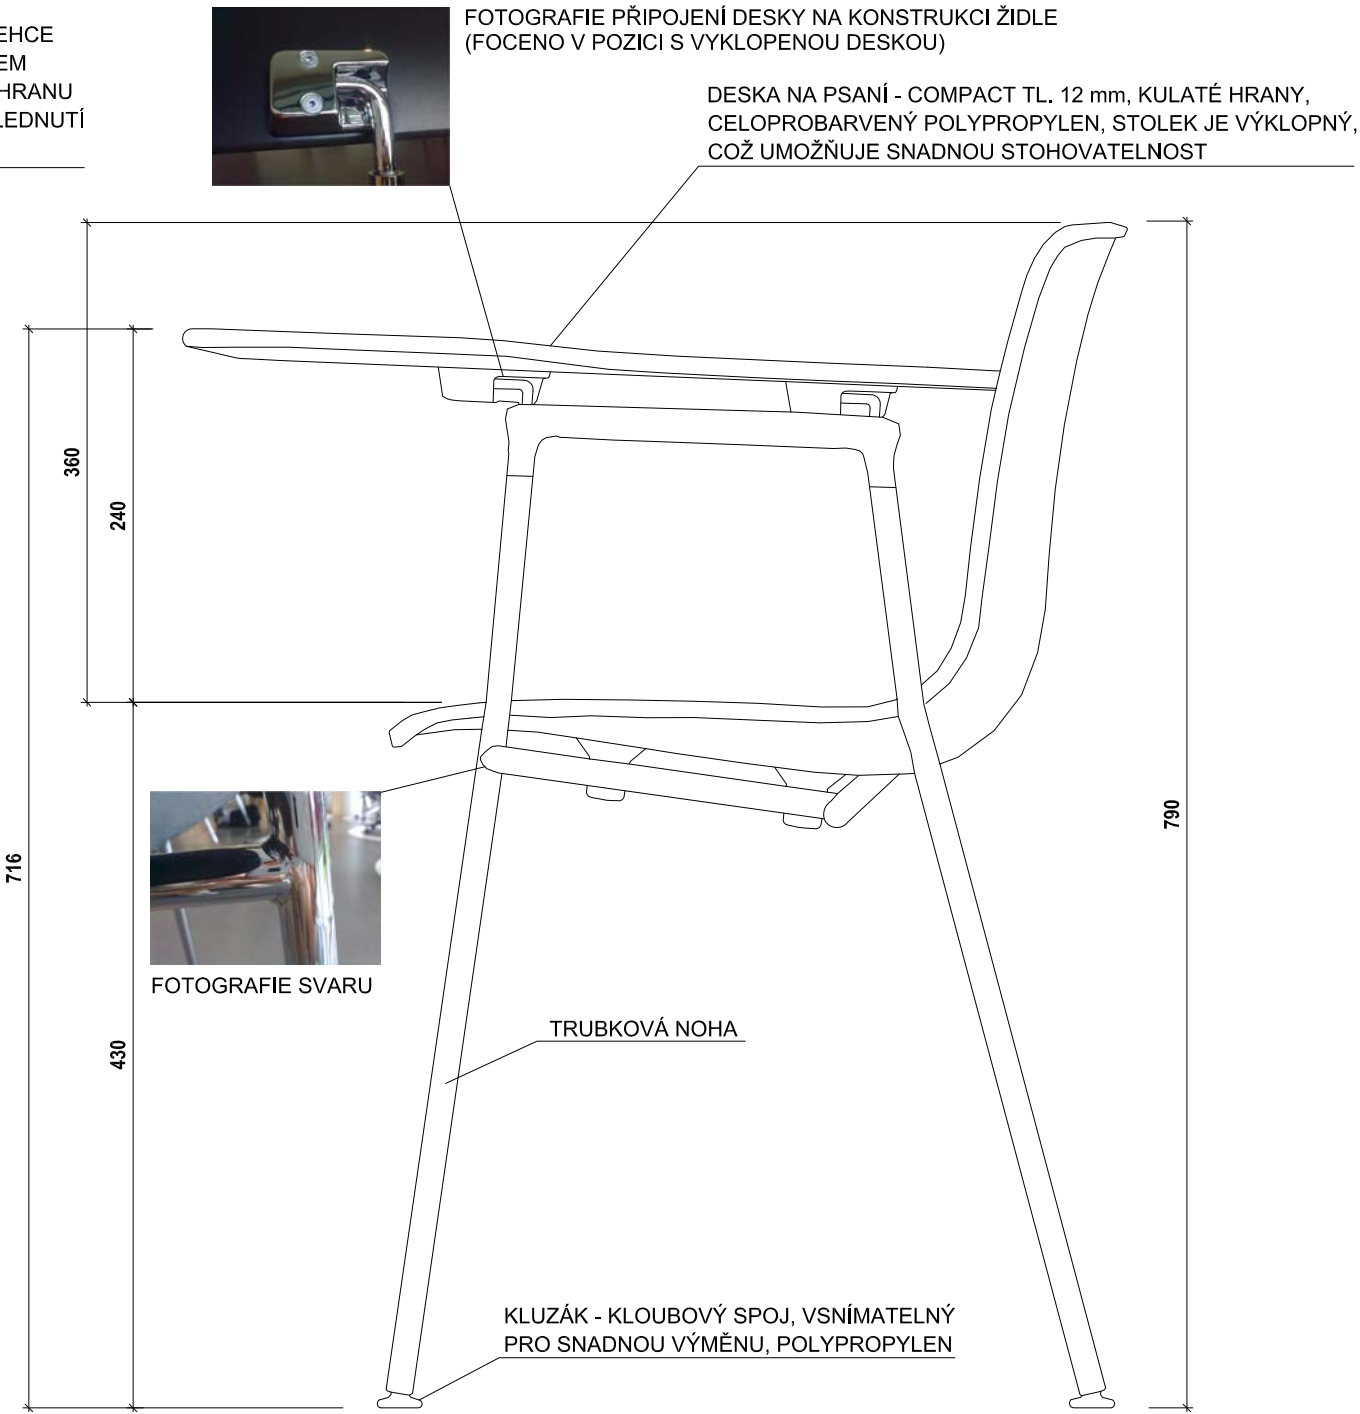 EHCE
EM
HRANU
LEDNUTÍ
FOTOGRAFIE PŘIPOJENÍ DESKY NA KONSTRUKCI ŽIDLE
(FOCENO V POZICI S VYKLOPENOU DESKOU)
DESKA NA PSANÍ - COMPACT TL. 12 mm, KULATÉ HRANY,
CELOPROBARVENÝ POLYPROPYLEN, STOLEK JE VÝKLOPNÝ,
COŽ UMOŽŇUJE SNADNOU STOHOVATELNOST
360
240
790
716
FOTOGRAFIE SVARU
TRUBKOVÁ NOHA
430
KLUZÁK - KLOUBOVÝ SPOJ, VSNÍMATELNÝ
PRO SNADNOU VÝMĚNU, POLYPROPYLEN